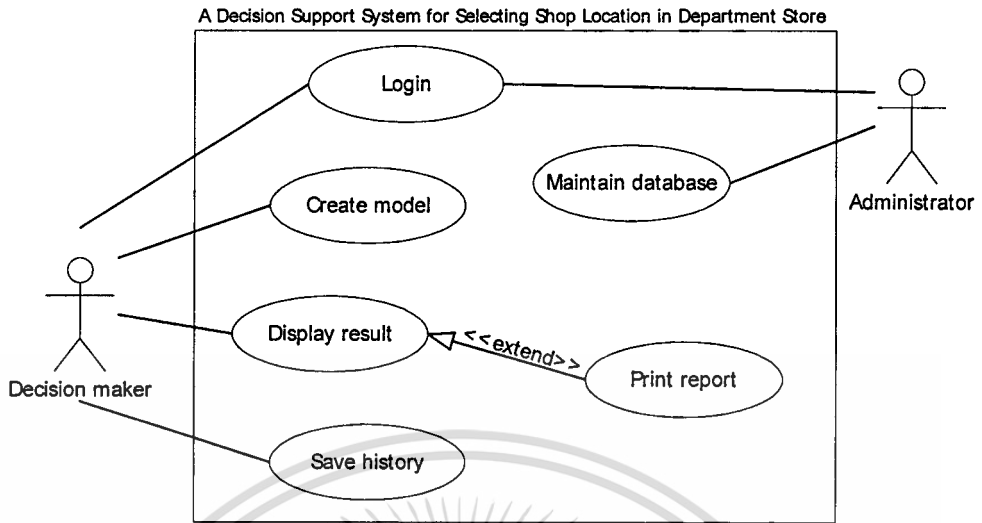 A Decision Support System for Selecting Shop Location in Department Store
Login
Maintain database
Administrator
Create model
Display result
<<extend>>
Print report
Decision maker
Save history